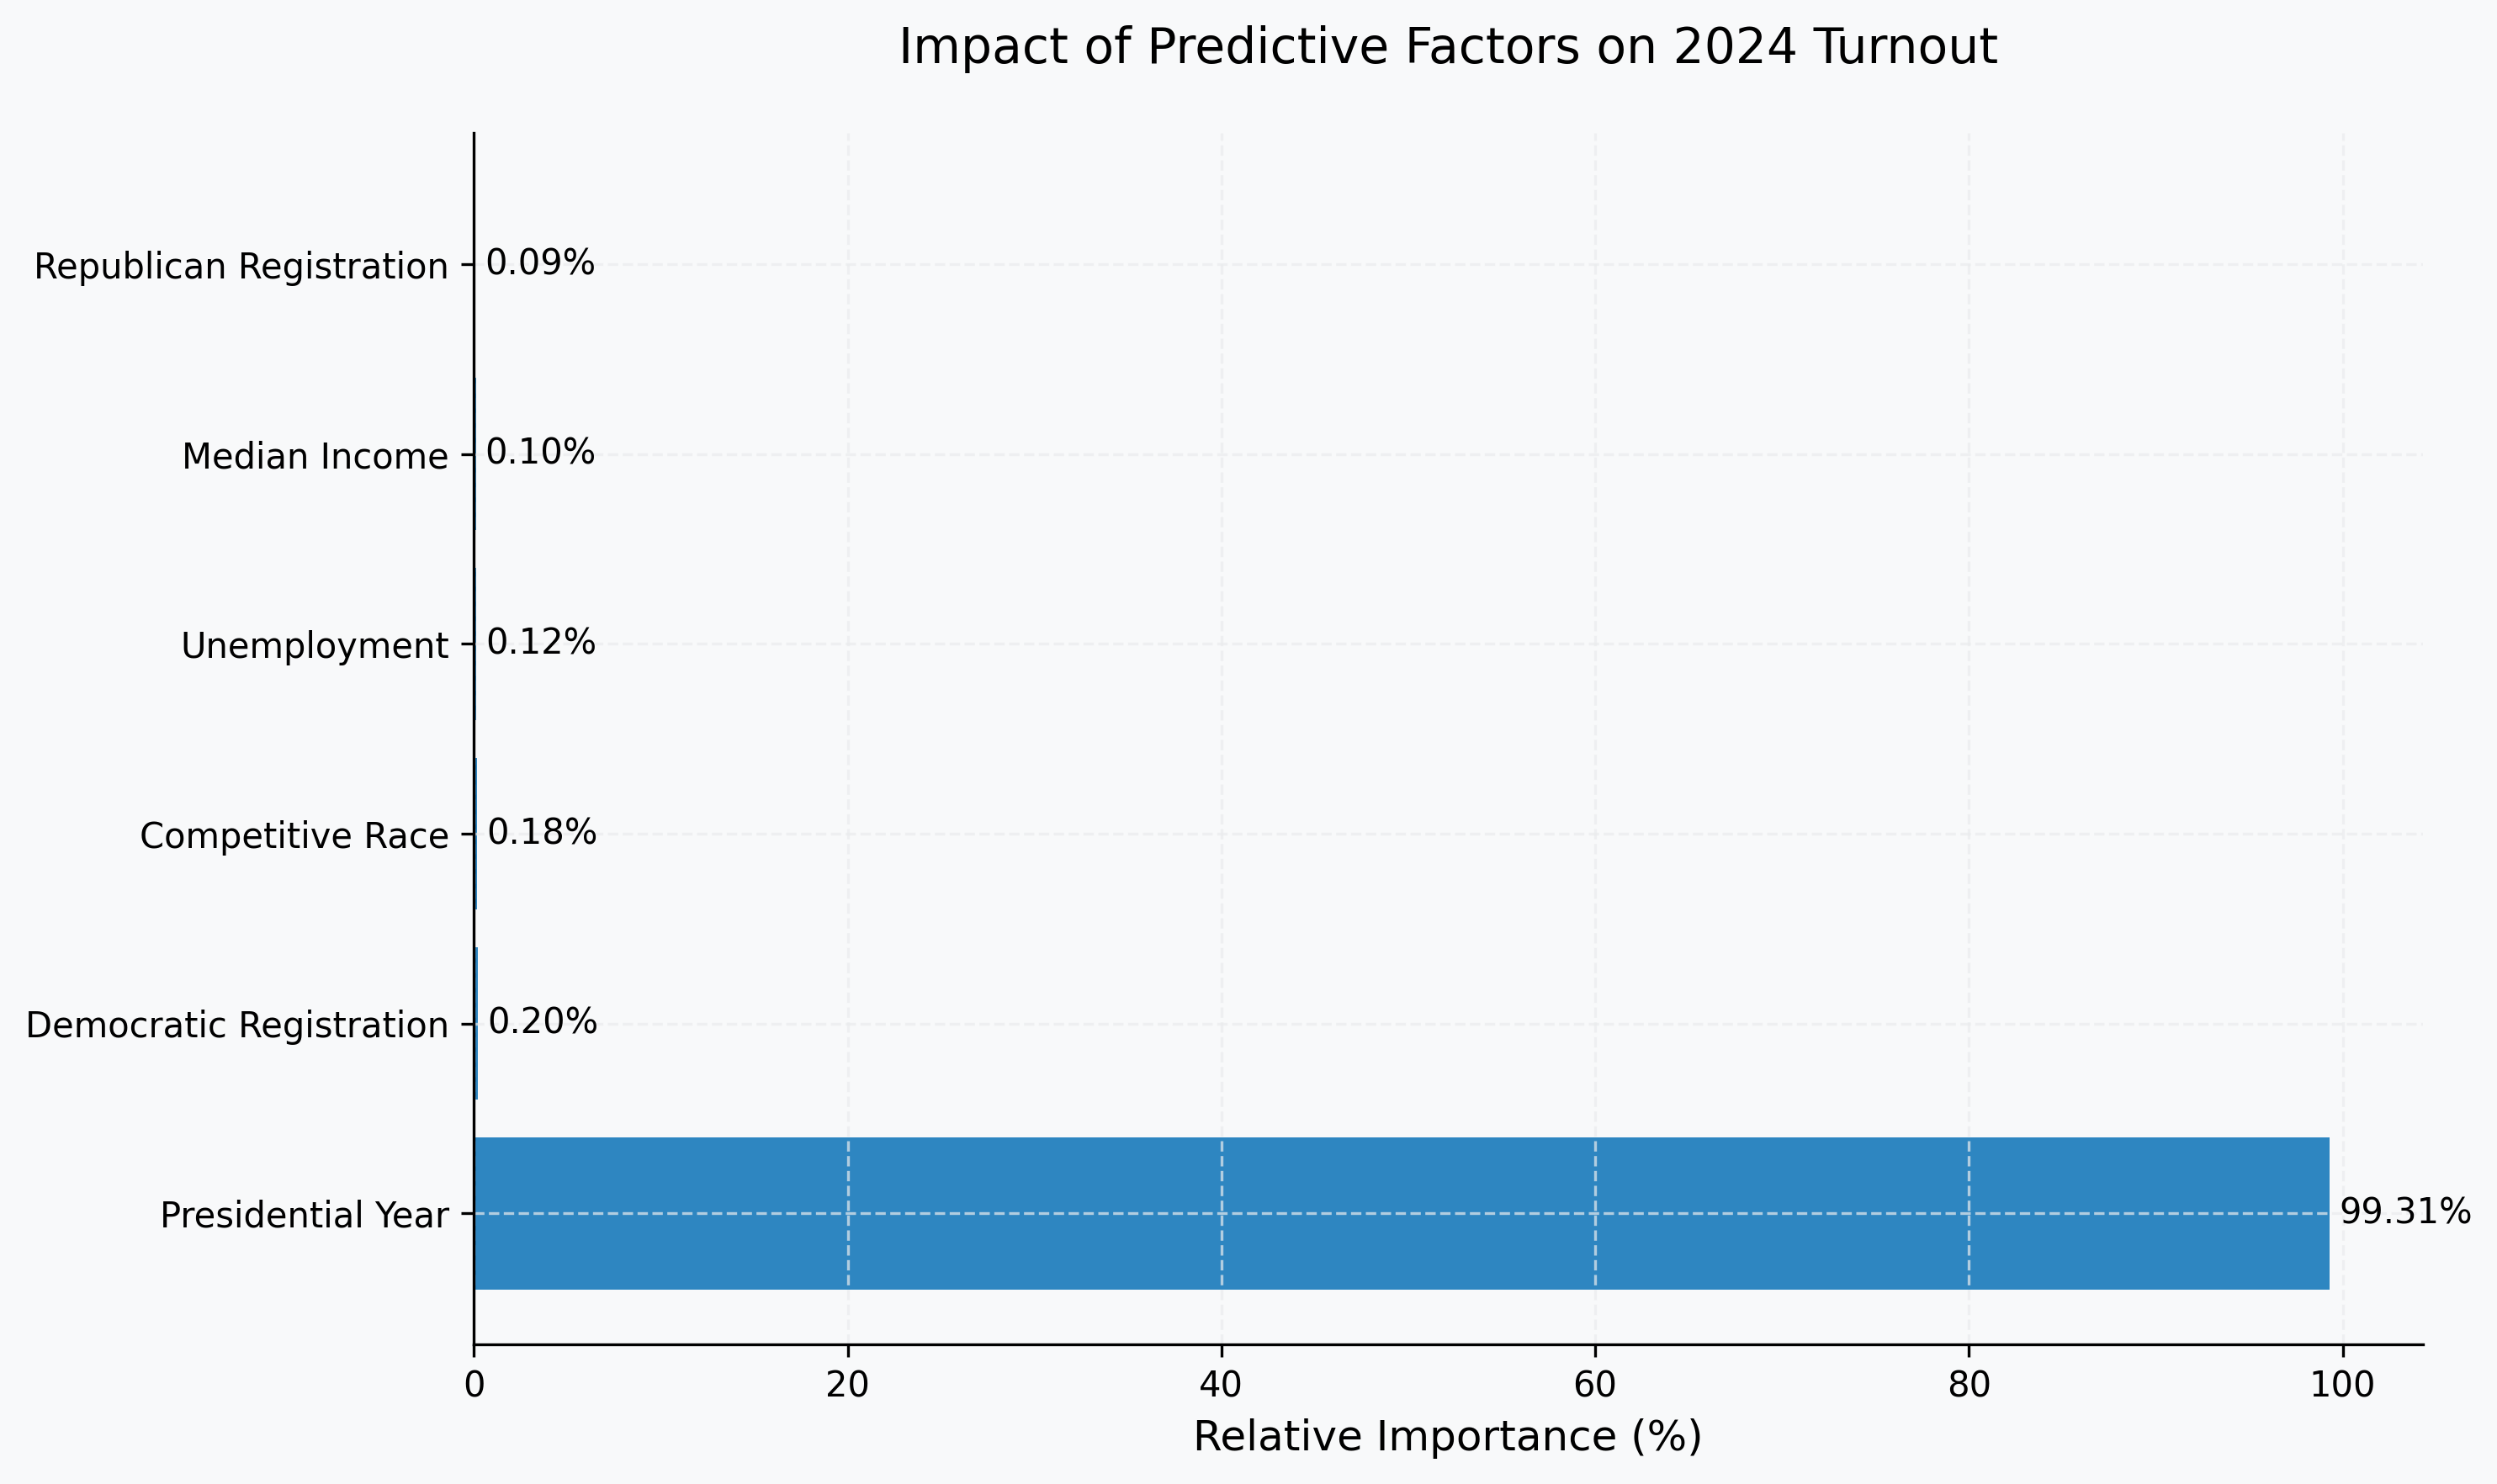 Impact of Predictive Factors on 2024 Turnout
Republican Registration 0.09%
Median Income 0.10%
Unemployment 0.12%
Competitive Race 0.18%
Democratic Registration 0.20%
Presidential Year 99.31%
0 20 40 60 80 100
Relative Importance (%)